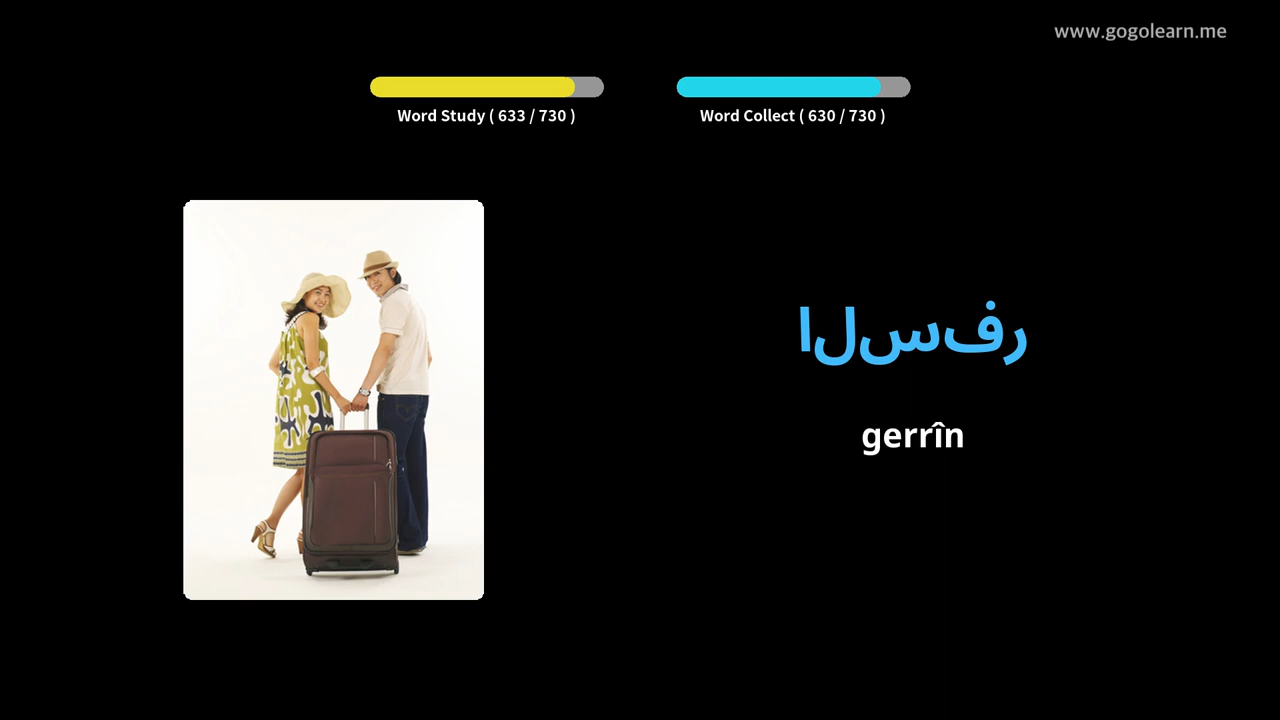 www.gogolearn.me
Word Study ( 633 / 730 )
Word Collect ( 630 / 730 )
السفر
gerrîn